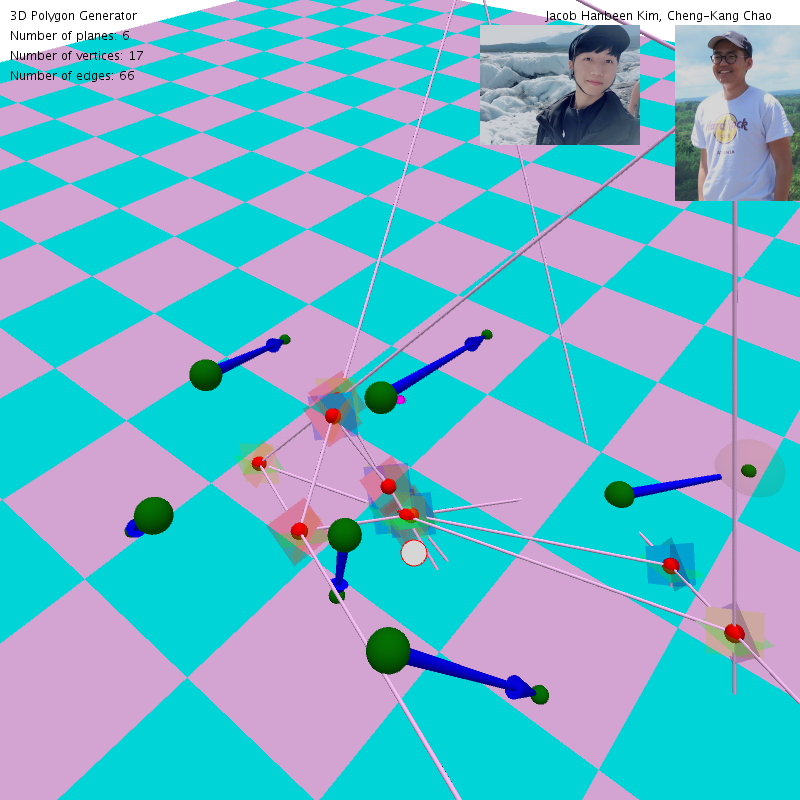 3D Polygon Generator
Jacob Hanbeen Kim, Cheng-Kang Chao
Number of planes: 6
Number of vertices: 17
Number of edges: 66